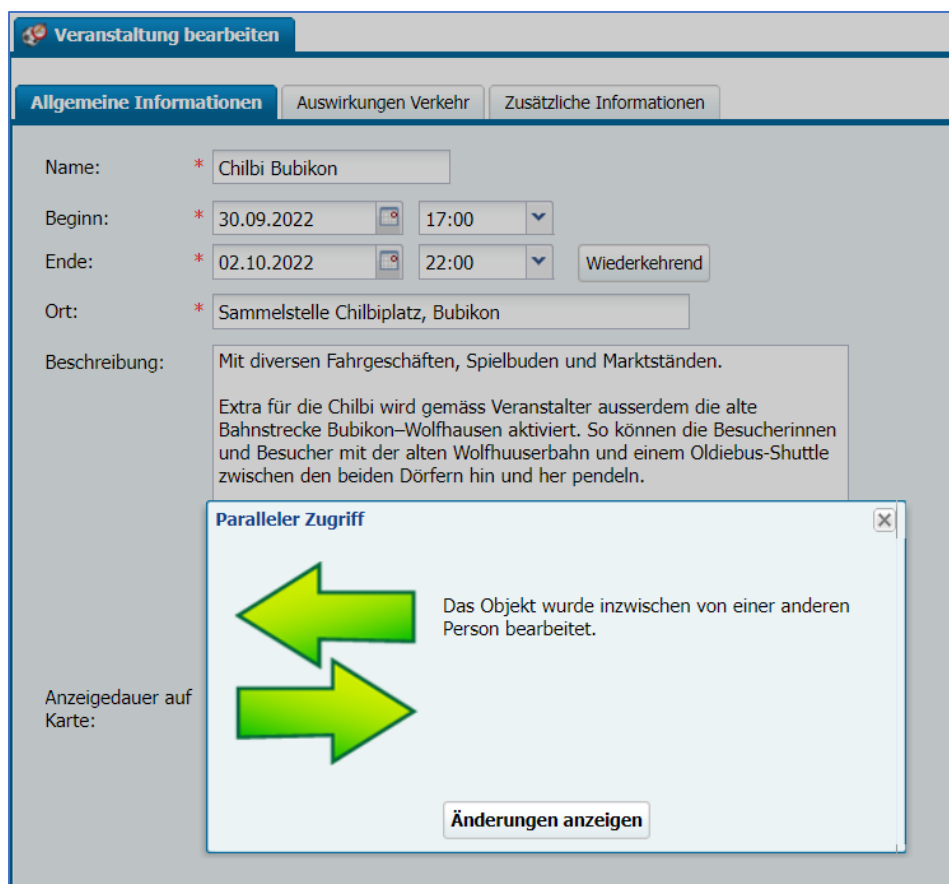 Veranstaltung bearbeiten
Allgemeine Informationen Auswirkungen Verkehr Zusätzliche Informationen
Name: * Chilbi Bubikon
Beginn: * 30.09.2022 17:00
Ende: * 02.10.2022 22:00 Wiederkehrend
Ort: * Sammelstelle Chilbiplatz, Bubikon
Beschreibung: Mit diversen Fahrgeschäften, Spielbuden und Marktständen.
Extra für die Chilbi wird gemäss Veranstalter ausserdem die alte
Bahnstrecke Bubikon–Wolfhausen aktiviert. So können die Besucherinnen
und Besucher mit der alten Wolfhuuserbahn und einem Oldiebus-Shuttle
zwischen den beiden Dörfern hin und her pendeln.
Paralleler Zugriff
Das Objekt wurde inzwischen von einer anderen
Person bearbeitet.
Anzeigedauer auf
Karte:
Änderungen anzeigen